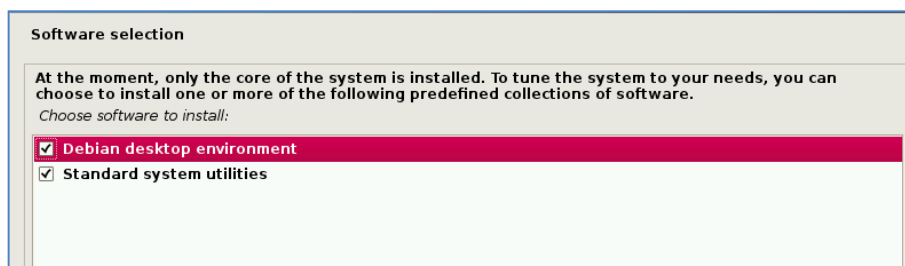 Software selection
At the moment, only the core of the system is installed. To tune the system to your needs, you can
choose to install one or more of the following predefined collections of software.
Choose software to install:
Debian desktop environment
Standard system utilities